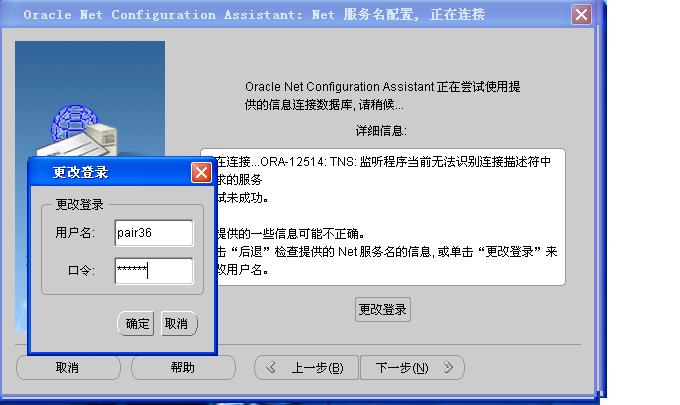 Oracle Net Configuration Assistant: Net 服务名配置, 正在连接
Oracle Net Configuration Assistant 正在尝试使用提
供的信息连接数据库, 请稍候...
详细信息:
在连接...ORA-12514: TNS: 监听程序当前无法识别连接描述符中
求的服务
试未成功。
提供的一些信息可能不正确。
击“后退”检查提供的 Net 服务名的信息, 或单击“更改登录”来
改用户名。
更改登录
更改登录
更改登录
用户名:
pair36
口令:
******
确定
取消
取消
帮助
上一步(B)
下一步(N)